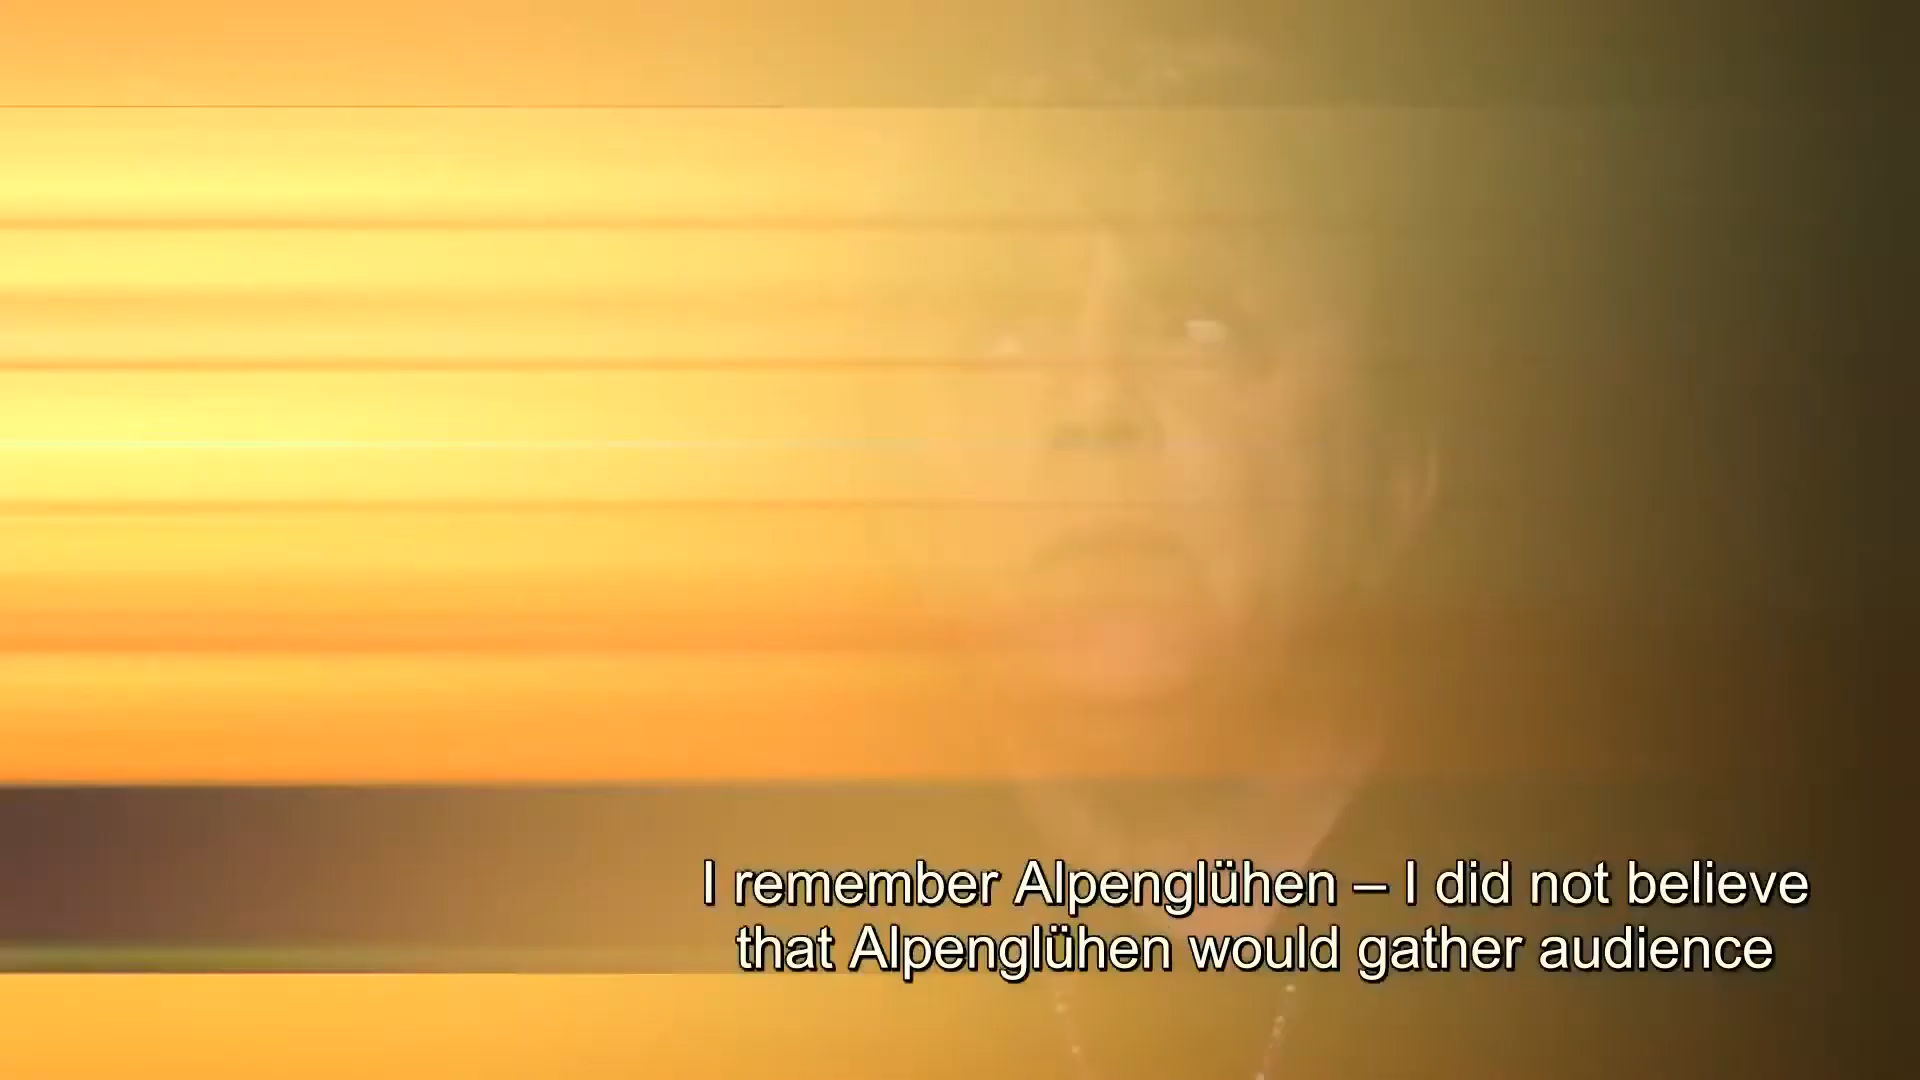 I remember Alpenglühen – I did not believe
that Alpenglühen would gather audience